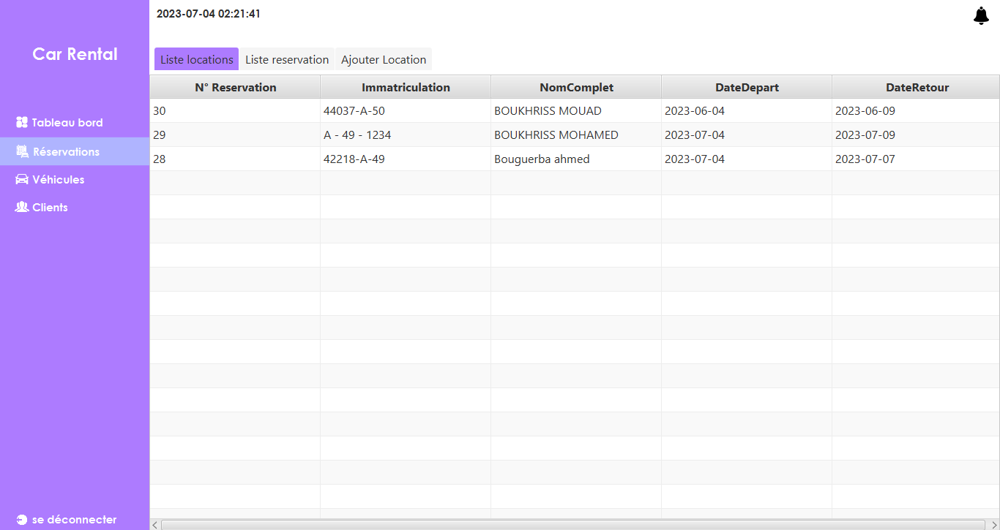 2023-07-04 02:21:41
Car Rental
Tableau bord
Réservations
Véhicules
Clients
se déconnecter
Liste locations Liste reservation Ajouter Location
N° Reservation Immatriculation NomComplet DateDepart DateRetour
30 44037-A-50 BOUKHRISS MOUAD 2023-06-04 2023-06-09
29 A - 49 - 1234 BOUKHRISS MOHAMED 2023-07-04 2023-07-09
28 42218-A-49 Bouguerba ahmed 2023-07-04 2023-07-07